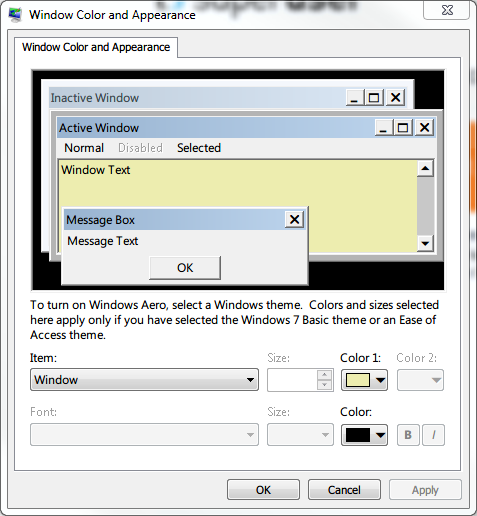 Super user
Window Color and Appearance
Window Color and Appearance
Inactive Window
Active Window
Normal Disabled Selected
Window Text
Message Box
Message Text
OK
To turn on Windows Aero, select a Windows theme. Colors and sizes selected
here apply only if you have selected the Windows 7 Basic theme or an Ease of
Access theme.
Item: Size: Color 1: Color 2:
Window
Font: Size: Color:
B I
OK Cancel Apply